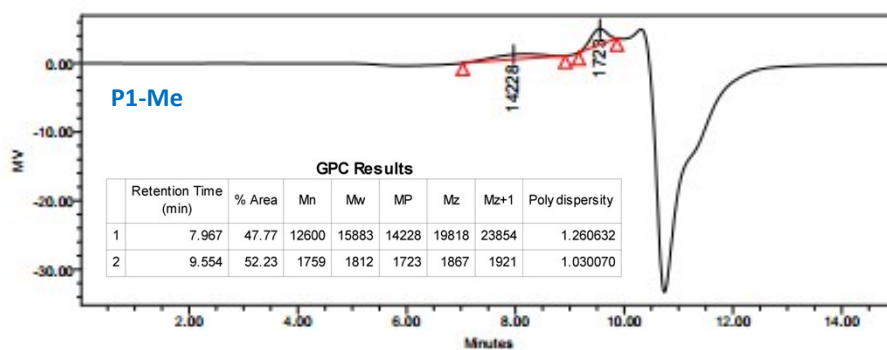 0.00
-10.00
-20.00
-30.00
MV
P1-Me
14228
1723
GPC Results
Retention Time (min) % Area Mn Mw MP Mz Mz+1 Poly dispersity
1 7.967 47.77 12600 15883 14228 19818 23854 1.260632
2 9.554 52.23 1759 1812 1723 1867 1921 1.030070
2.00 4.00 6.00 8.00 10.00 12.00 14.00
Minutes